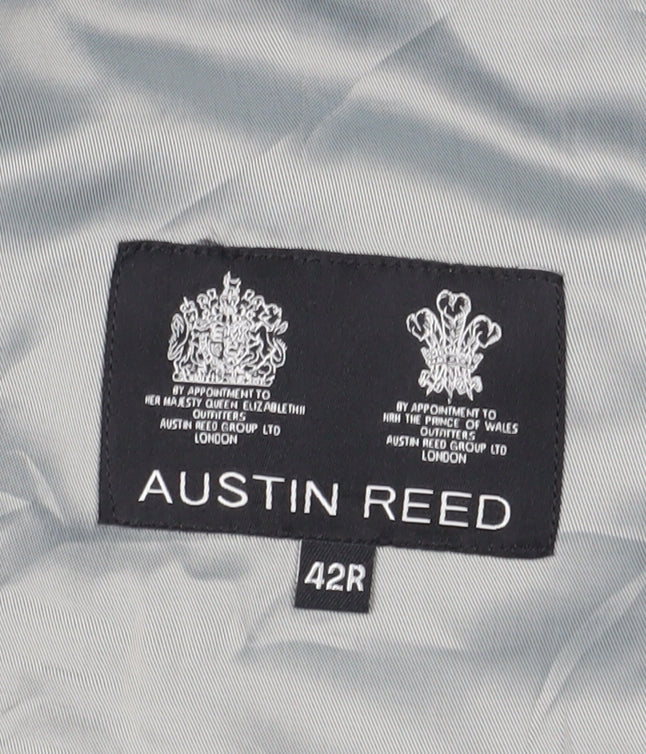 BY APPOINTMENT TO
HER MAJESTY QUEEN ELIZABETH II
OUTFITTERS
AUSTIN REED GROUP LTD
LONDON
BY APPOINTMENT TO
HRH THE PRINCE OF WALES
OUTFITTERS
AUSTIN REED GROUP LTD
LONDON
AUSTIN REED
42R